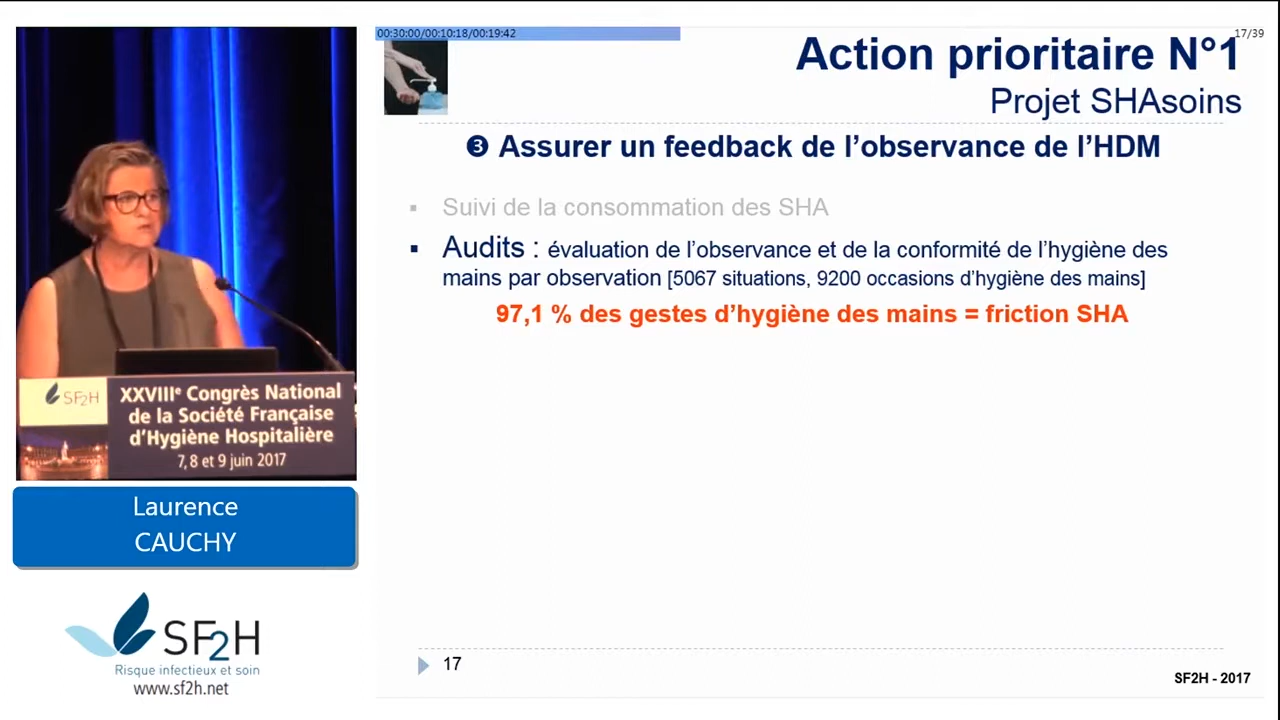 SF2H
XXVIIIe Congrès National
de la Société Française
d'Hygiène Hospitalière
7, 8 et 9 juin 2017
Laurence
CAUCHY
SF2H
Risque infectieux et soin
www.sf2h.net
00:30:00/00:10:18/00:19:42
17/39
Action prioritaire N°1
Projet SHAsoins
❸ Assurer un feedback de l’observance de l’HDM
▪ Suivi de la consommation des SHA
▪ Audits : évaluation de l’observance et de la conformité de l’hygiène des
mains par observation [5067 situations, 9200 occasions d’hygiène des mains]
97,1 % des gestes d’hygiène des mains = friction SHA
17
SF2H - 2017